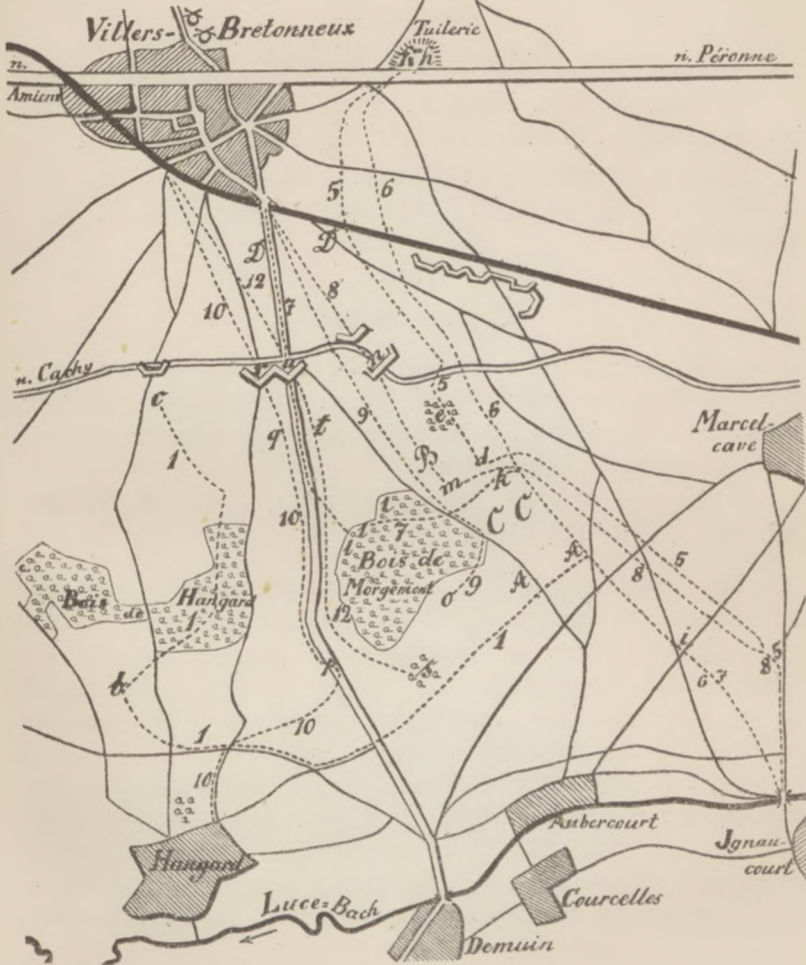 Villers-Bretonneux
Tuilerie
h h
n. Péronne
n.
Amiens
5
6
D
D
12
7
8
10
n. Cachy
r
u
n
5
c
e
6
q
t
9
Marcel-
cave
B
m
d
k
1
10
l
l
7
C C
Bois de
Morgemont
A
A
8
5
9
o
Bois de Hangard
1
12
1
i
8
5
b
p
s
6
7
1
10
10
Aubercourt
Jgnau-
court
Hangard
Courcelles
Luce=Bach
Demuin